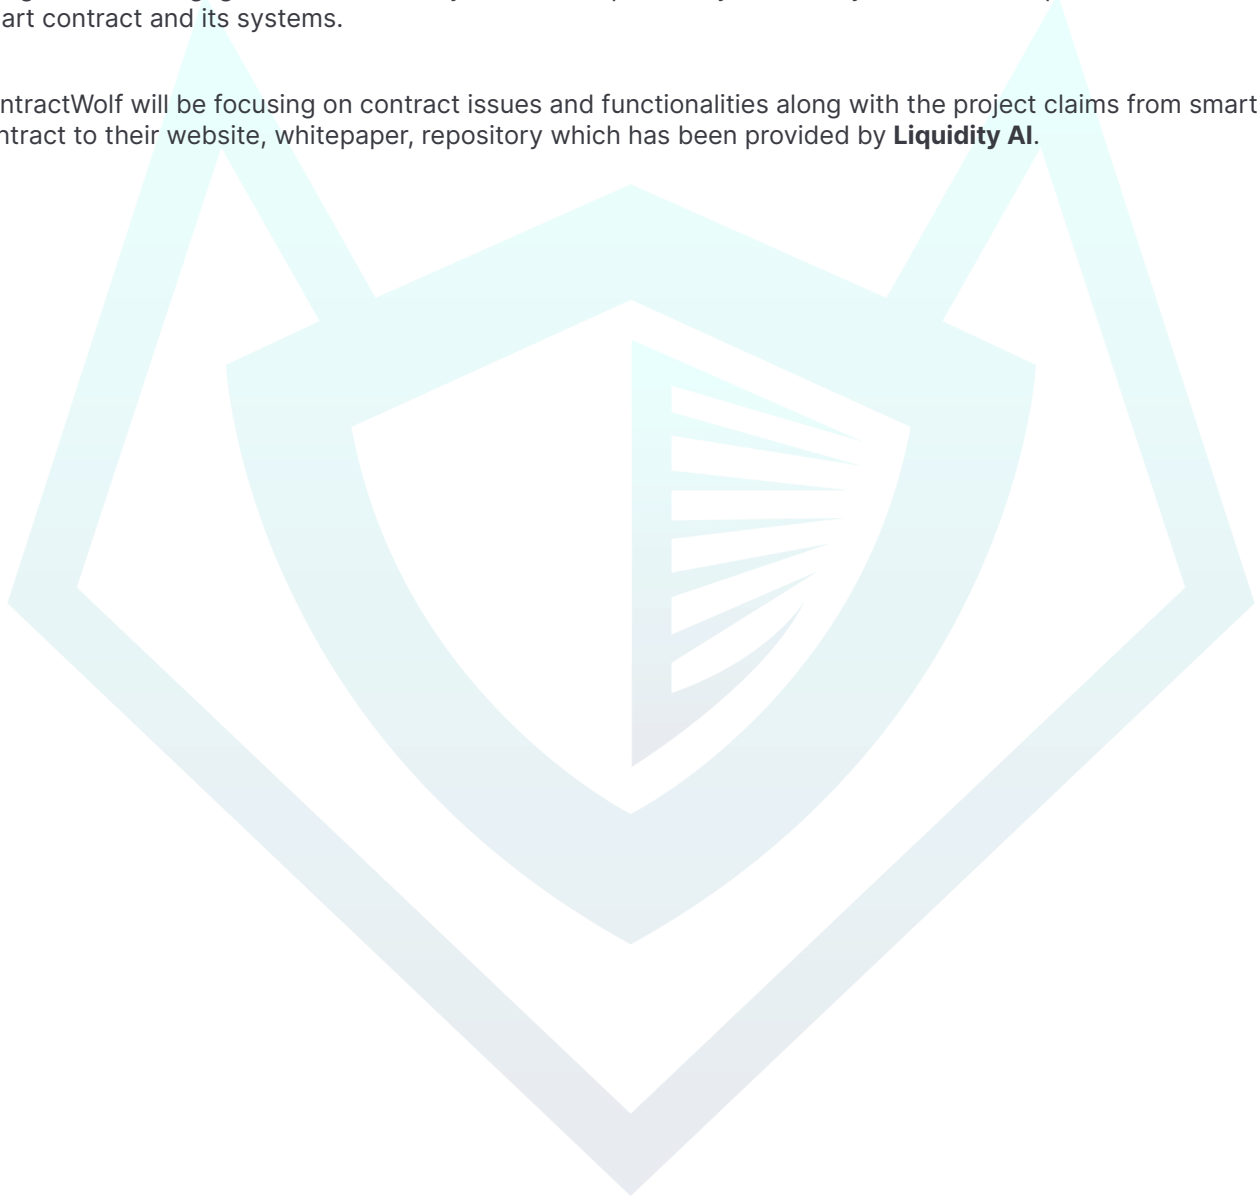 art contract and its systems.
ntractWolf will be focusing on contract issues and functionalities along with the project claims from smart
ntract to their website, whitepaper, repository which has been provided by Liquidity AI.